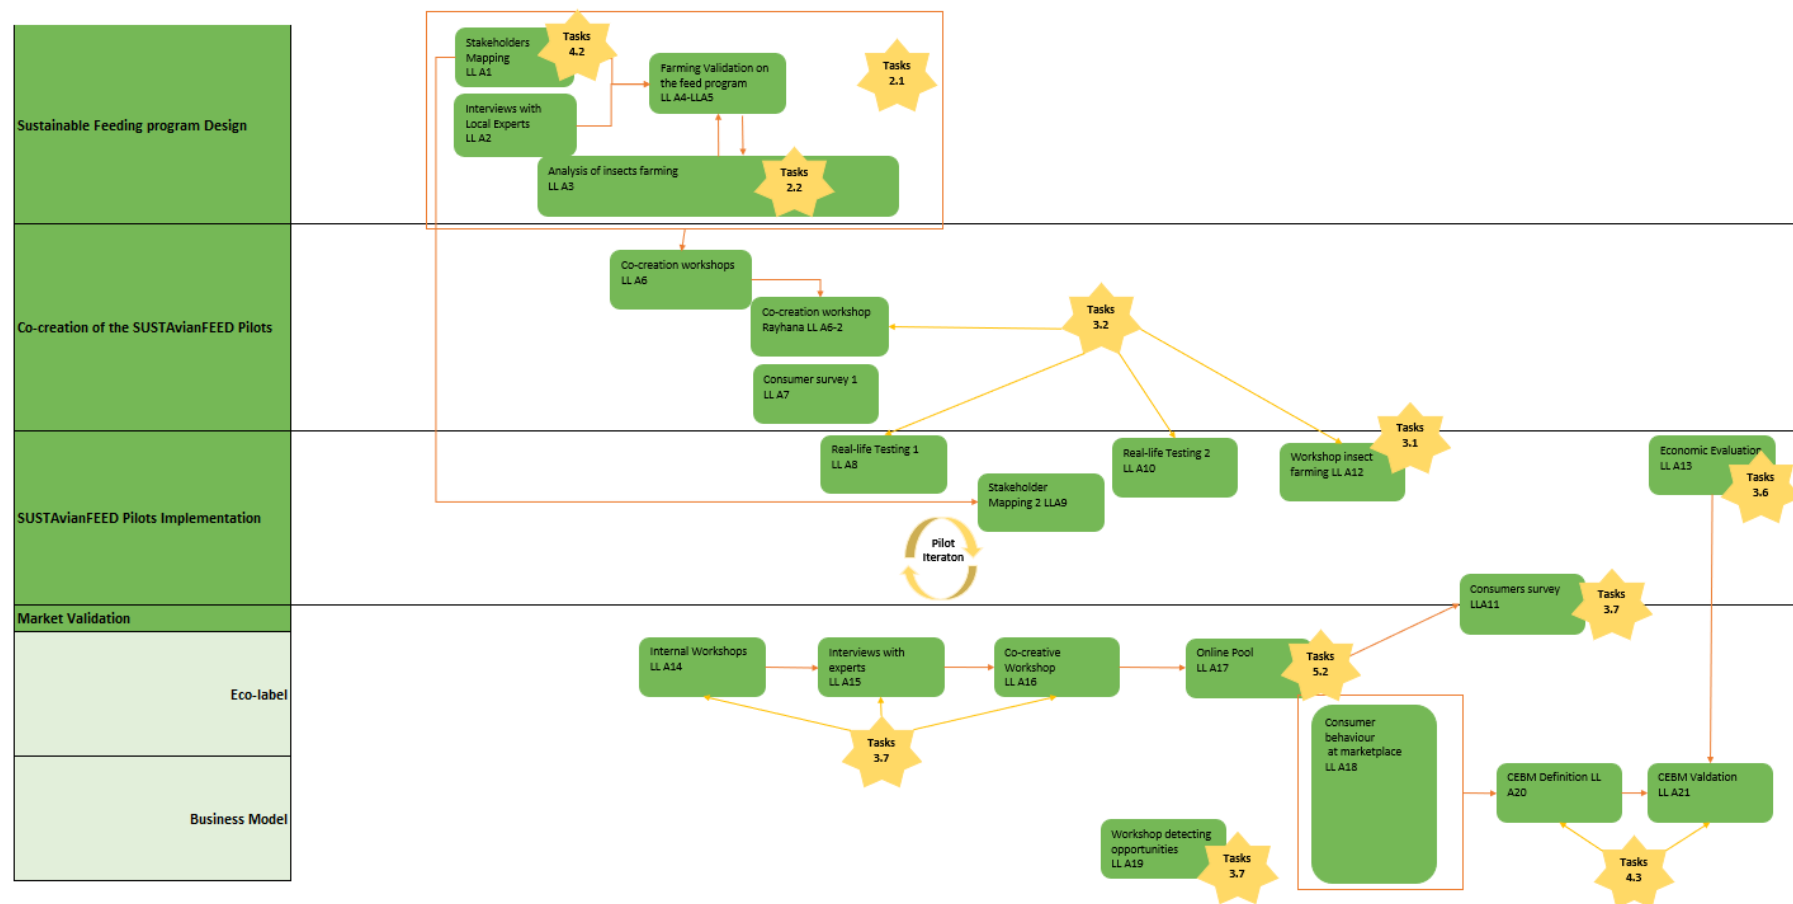 Sustainable Feeding program Design
Stakeholders
Mapping
LL A1
Tasks
4.2
Interviews with
Local Experts
LL A2
Farming Validation on
the feed program
LL A4-LLA5
Tasks
2.1
Analysis of insects farming
LL A3
Tasks
2.2
Co-creation of the SUSTAvianFEED Pilots
Co-creation workshops
LL A6
Co-creation workshop
Rayhana LL A6-2
Consumer survey 1
LL A7
Tasks
3.2
SUSTAvianFEED Pilots Implementation
Real-life Testing 1
LL A8
Stakeholder
Mapping 2 LLA9
Real-life Testing 2
LL A10
Workshop insect
farming LL A12
Tasks
3.1
Economic Evaluation
LL A13
Tasks
3.6
Pilot
Iteraton
Consumers survey
LLA11
Tasks
3.7
Market Validation
Eco-label
Internal Workshops
LL A14
Interviews with
experts
LL A15
Co-creative
Workshop
LL A16
Online Pool
LL A17
Tasks
5.2
Tasks
3.7
Consumer
behaviour
at marketplace
LL A18
Business Model
CEBM Definition LL
A20
CEBM Valdation
LL A21
Workshop detecting
opportunities
LL A19
Tasks
3.7
Tasks
4.3